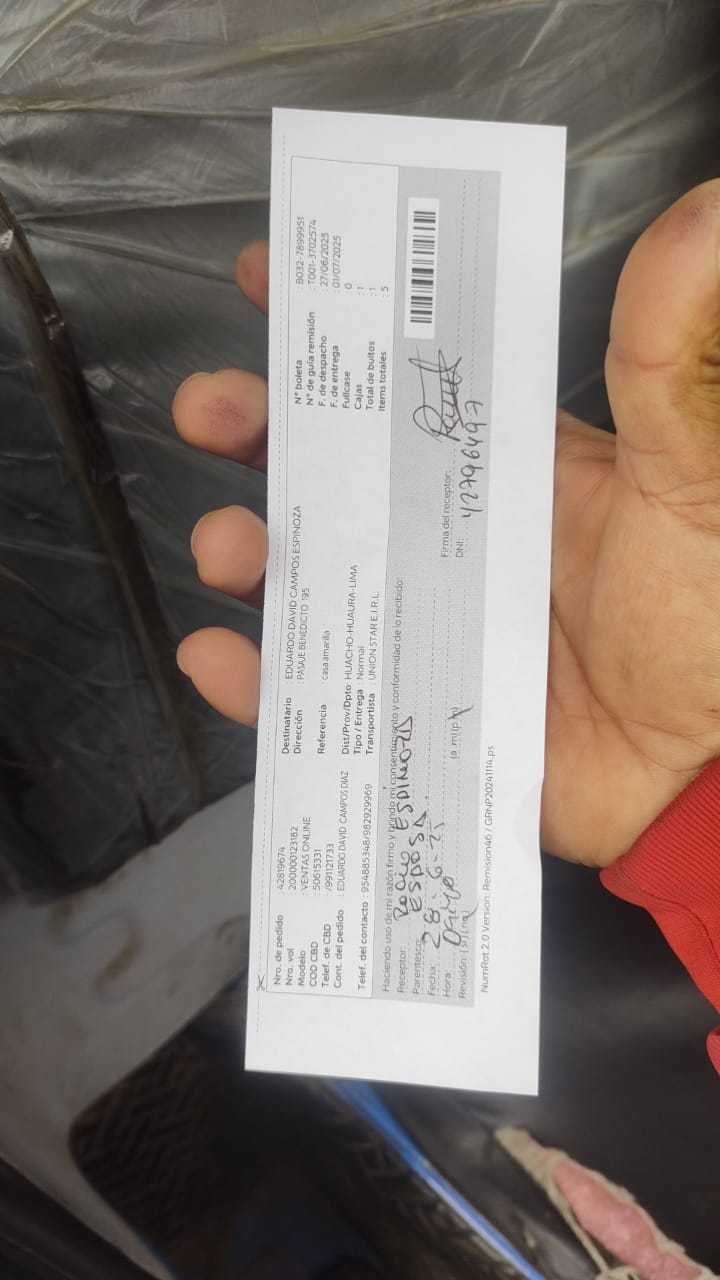 Nro. de pedido : 42819674
Nro. vol : 200000123182
Modelo : VENTAS ONLINE
COD CBD : 50615331
Telef. de CBD : /991121733
Cont. del pedido : EDUARDO DAVID CAMPOS DIAZ
Telef. del contacto : 954885348/982929969
Destinatario : EDUARDO DAVID CAMPOS ESPINOZA
Dirección : PASAJE BENEDICTO 195
Referencia : casa amarilla
Dist/Prov/Dpto : HUACHO-HUAURA-LIMA
Tipo / Entrega : Normal
Transportista : UNION STAR E.I.R.L.
N° boleta : B032-7899951
N° de guía remisión : T001-3702574
F. de despacho : 27/06/2025
F. de entrega : 01/07/2025
Fullcase : 0
Cajas : 1
Total de bultos : 1
Items totales : 5
Haciendo uso de mi razón firmo y brindo mi consentimiento y conformidad de lo recibido:
Receptor: Rocio ESPINOZA
Parentesco: ESPOSA
Fecha: 28-6-25
Hora: (a.m)(p.m)
Revisión: (si)(no)
Firma del receptor:
DNI: 42796497
NumRot 2.0 Version: Remision46 / GRNP20241114.ps